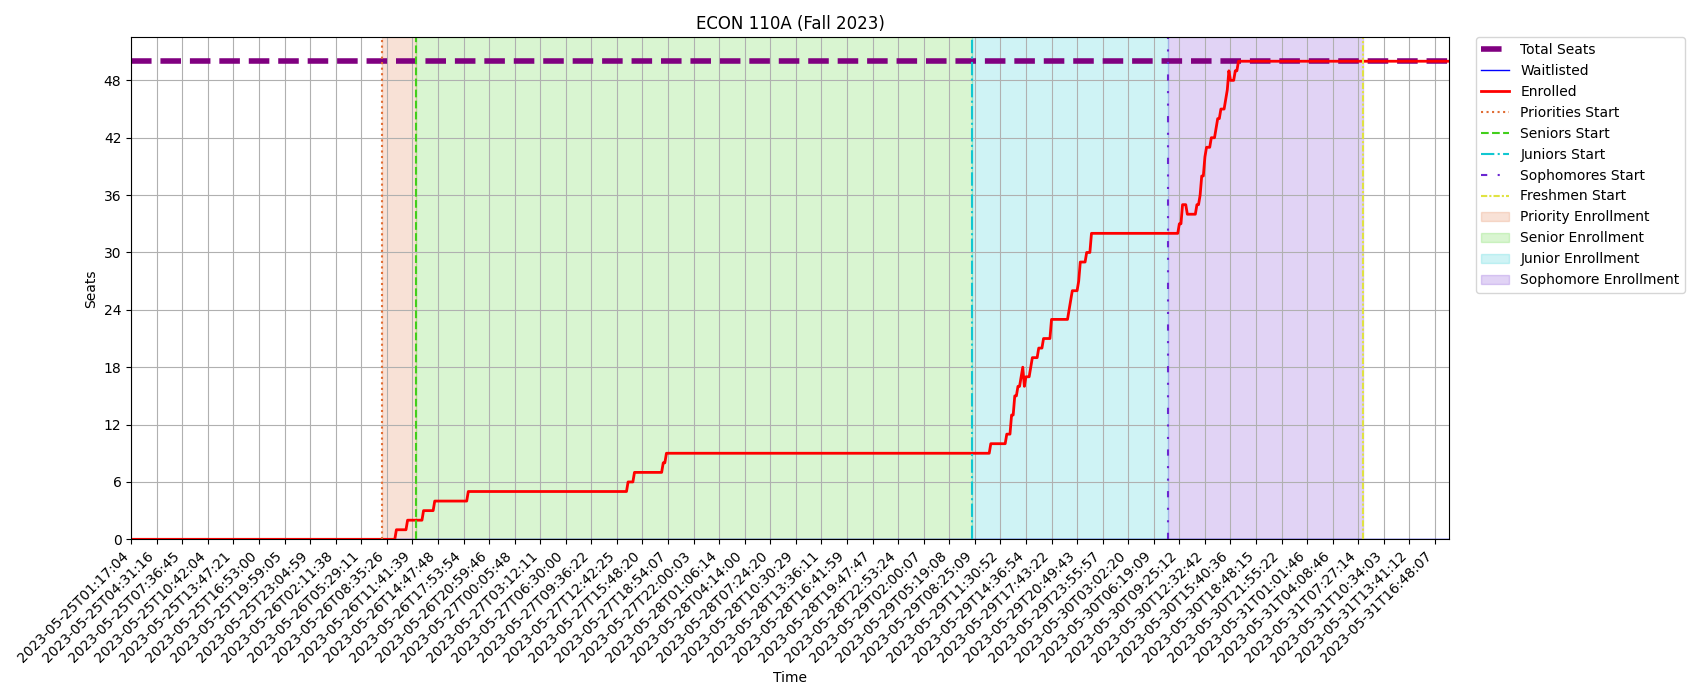 ECON 110A (Fall 2023)
Total Seats
Waitlisted
Enrolled
Priorities Start
Seniors Start
Juniors Start
Sophomores Start
Freshmen Start
Priority Enrollment
Senior Enrollment
Junior Enrollment
Sophomore Enrollment
Seats
48
42
36
30
24
18
12
6
0
2023-05-25T01:17:04
2023-05-25T04:31:16
2023-05-25T07:36:45
2023-05-25T10:42:04
2023-05-25T13:47:21
2023-05-25T16:53:00
2023-05-25T19:59:05
2023-05-25T23:04:59
2023-05-26T02:11:38
2023-05-26T05:29:11
2023-05-26T08:35:26
2023-05-26T11:41:39
2023-05-26T14:47:48
2023-05-26T17:53:54
2023-05-26T20:59:46
2023-05-27T00:05:48
2023-05-27T03:12:11
2023-05-27T06:30:00
2023-05-27T09:36:22
2023-05-27T12:42:25
2023-05-27T15:48:20
2023-05-27T18:54:07
2023-05-27T22:00:03
2023-05-28T01:06:14
2023-05-28T04:14:00
2023-05-28T07:24:20
2023-05-28T10:30:29
2023-05-28T13:36:11
2023-05-28T16:41:59
2023-05-28T19:47:47
2023-05-28T22:53:24
2023-05-29T02:00:07
2023-05-29T05:19:08
2023-05-29T08:25:09
2023-05-29T11:30:52
2023-05-29T14:36:54
2023-05-29T17:43:22
2023-05-29T20:49:43
2023-05-29T23:55:57
2023-05-30T03:02:20
2023-05-30T06:19:09
2023-05-30T09:25:12
2023-05-30T12:32:42
2023-05-30T15:40:36
2023-05-30T18:48:15
2023-05-30T21:55:22
2023-05-31T01:01:46
2023-05-31T04:08:46
2023-05-31T07:27:14
2023-05-31T10:34:03
2023-05-31T13:41:12
2023-05-31T16:48:07
Time